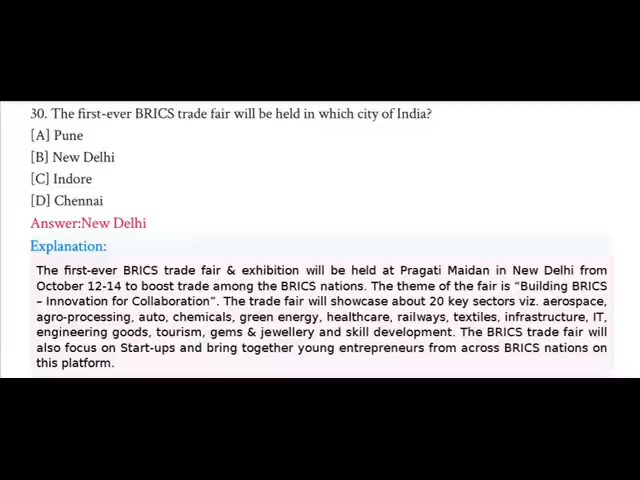 30. The first-ever BRICS trade fair will be held in which city of India?
[A] Pune
[B] New Delhi
[C] Indore
[D] Chennai
Answer:New Delhi
Explanation:
The first-ever BRICS trade fair & exhibition will be held at Pragati Maidan in New Delhi from
October 12-14 to boost trade among the BRICS nations. The theme of the fair is “Building BRICS
– Innovation for Collaboration”. The trade fair will showcase about 20 key sectors viz. aerospace,
agro-processing, auto, chemicals, green energy, healthcare, railways, textiles, infrastructure, IT,
engineering goods, tourism, gems & jewellery and skill development. The BRICS trade fair will
also focus on Start-ups and bring together young entrepreneurs from across BRICS nations on
this platform.